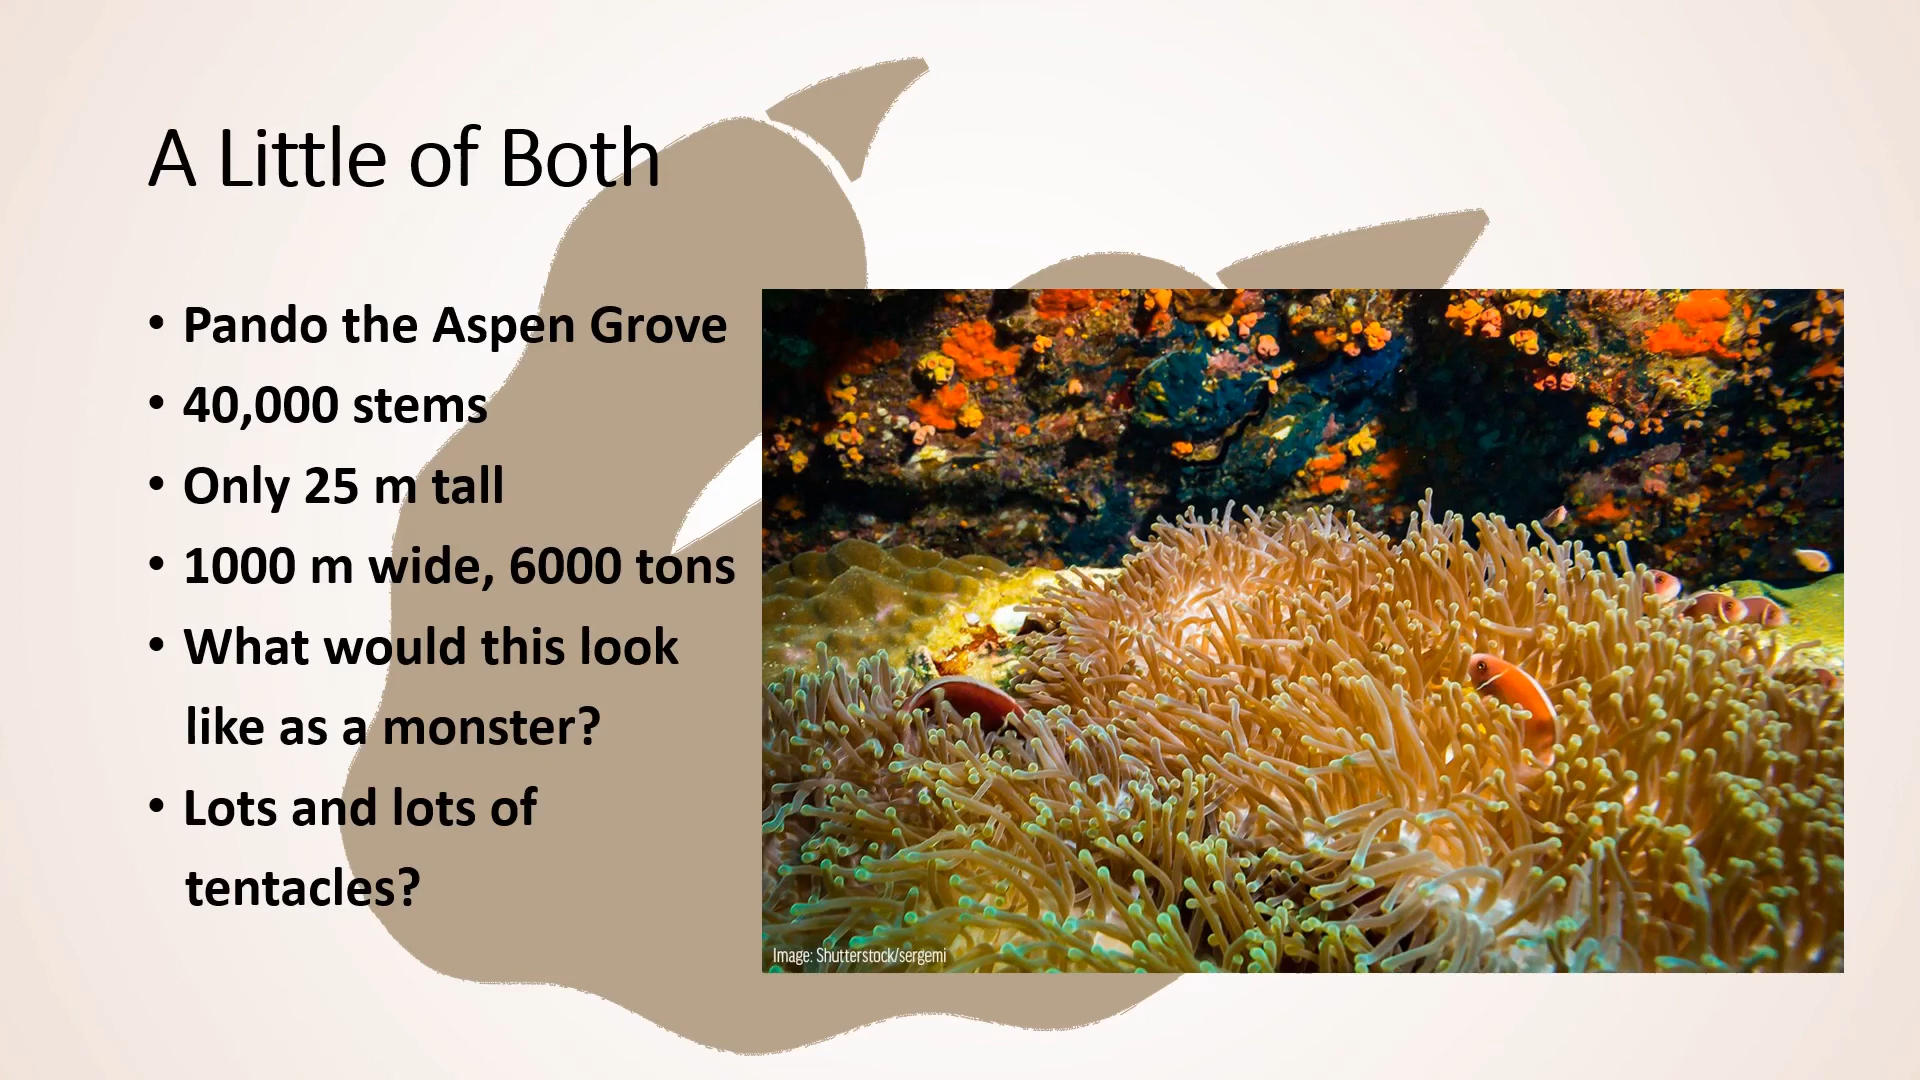 A Little of Both
• Pando the Aspen Grove
• 40,000 stems
• Only 25 m tall
• 1000 m wide, 6000 tons
• What would this look
like as a monster?
• Lots and lots of
tentacles?
Image: Shutterstock/sergemi